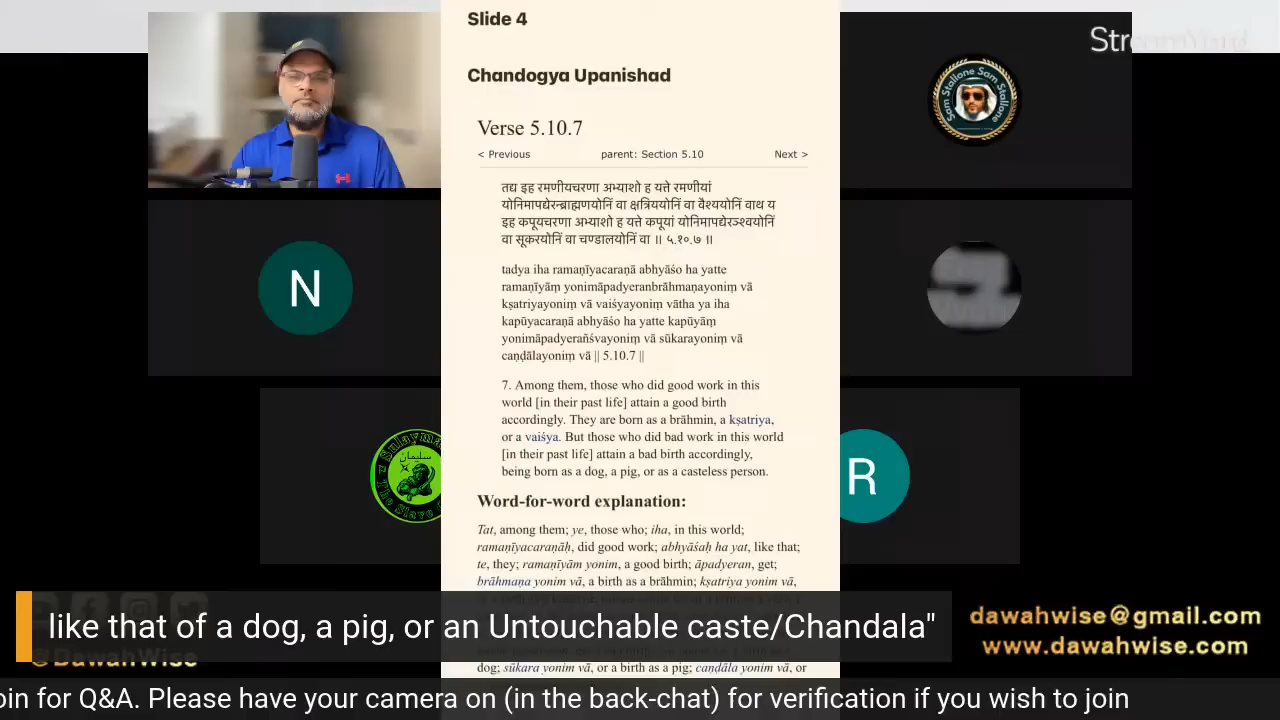 Slide 4
StreamYard
Chandogya Upanishad
Verse 5.10.7
< Previous parent: Section 5.10 Next >
तद्य इह रमणीयचरणा अभ्याशो ह यत्ते रमणीयां
योनिमापद्येरन्ब्राह्मणयोनिं वा क्षत्रिययोनिं वा वैश्ययोनिं वाथ य
इह कपूयचरणा अभ्याशो ह यत्ते कपूयां योनिमापद्येरञ्श्वयोनिं
वा सूकरयोनिं वा चण्डालयोनिं वा ॥ ५.१०.७ ॥
tadya iha ramaṇīyacaraṇā abhyāśo ha yatte
ramaṇīyāṃ yonimāpadyeranbrāhmaṇayoniṃ vā
kṣatriyayoniṃ vā vaiśyayoniṃ vātha ya iha
kapūyacaraṇā abhyāśo ha yatte kapūyāṃ
yonimāpadyerañśvayoniṃ vā sūkarayoniṃ vā
caṇḍālayoniṃ vā || 5.10.7 ||
7. Among them, those who did good work in this
world [in their past life] attain a good birth
accordingly. They are born as a brāhmin, a kṣatriya,
or a vaiśya. But those who did bad work in this world
[in their past life] attain a bad birth accordingly,
being born as a dog, a pig, or as a casteless person.
Word-for-word explanation:
Tat, among them; ye, those who; iha, in this world;
ramaṇīyacaraṇāḥ, did good work; abhyāśaḥ ha yat, like that;
te, they; ramaṇīyām yonim, a good birth; āpadyeran, get;
brāhmaṇa yonim vā, a birth as a brāhmin; kṣatriya yonim vā,
dog; sūkara yonim vā, or a birth as a pig; caṇḍāla yonim vā, or
Sam Stallone Sam Stallone
N
R
سليمان
like that of a dog, a pig, or an Untouchable caste/Chandala"
@DawahWise
dawahwise@gmail.com
www.dawahwise.com
oin for Q&A. Please have your camera on (in the back-chat) for verification if you wish to join